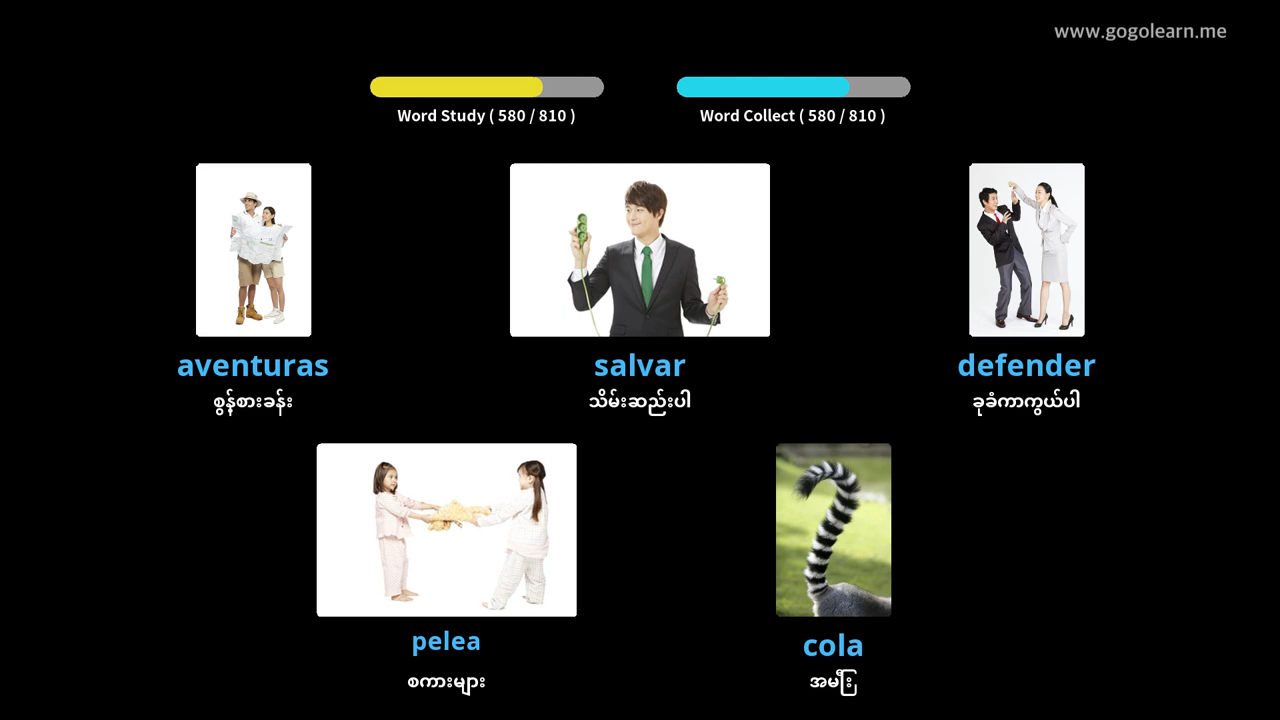 www.gogolearn.me
Word Study ( 580 / 810 )
Word Collect ( 580 / 810 )
aventuras
စွန့်စားခန်း
salvar
သိမ်းဆည်းပါ
defender
ခုခံကာကွယ်ပါ
pelea
စကားများ
cola
အမြီး